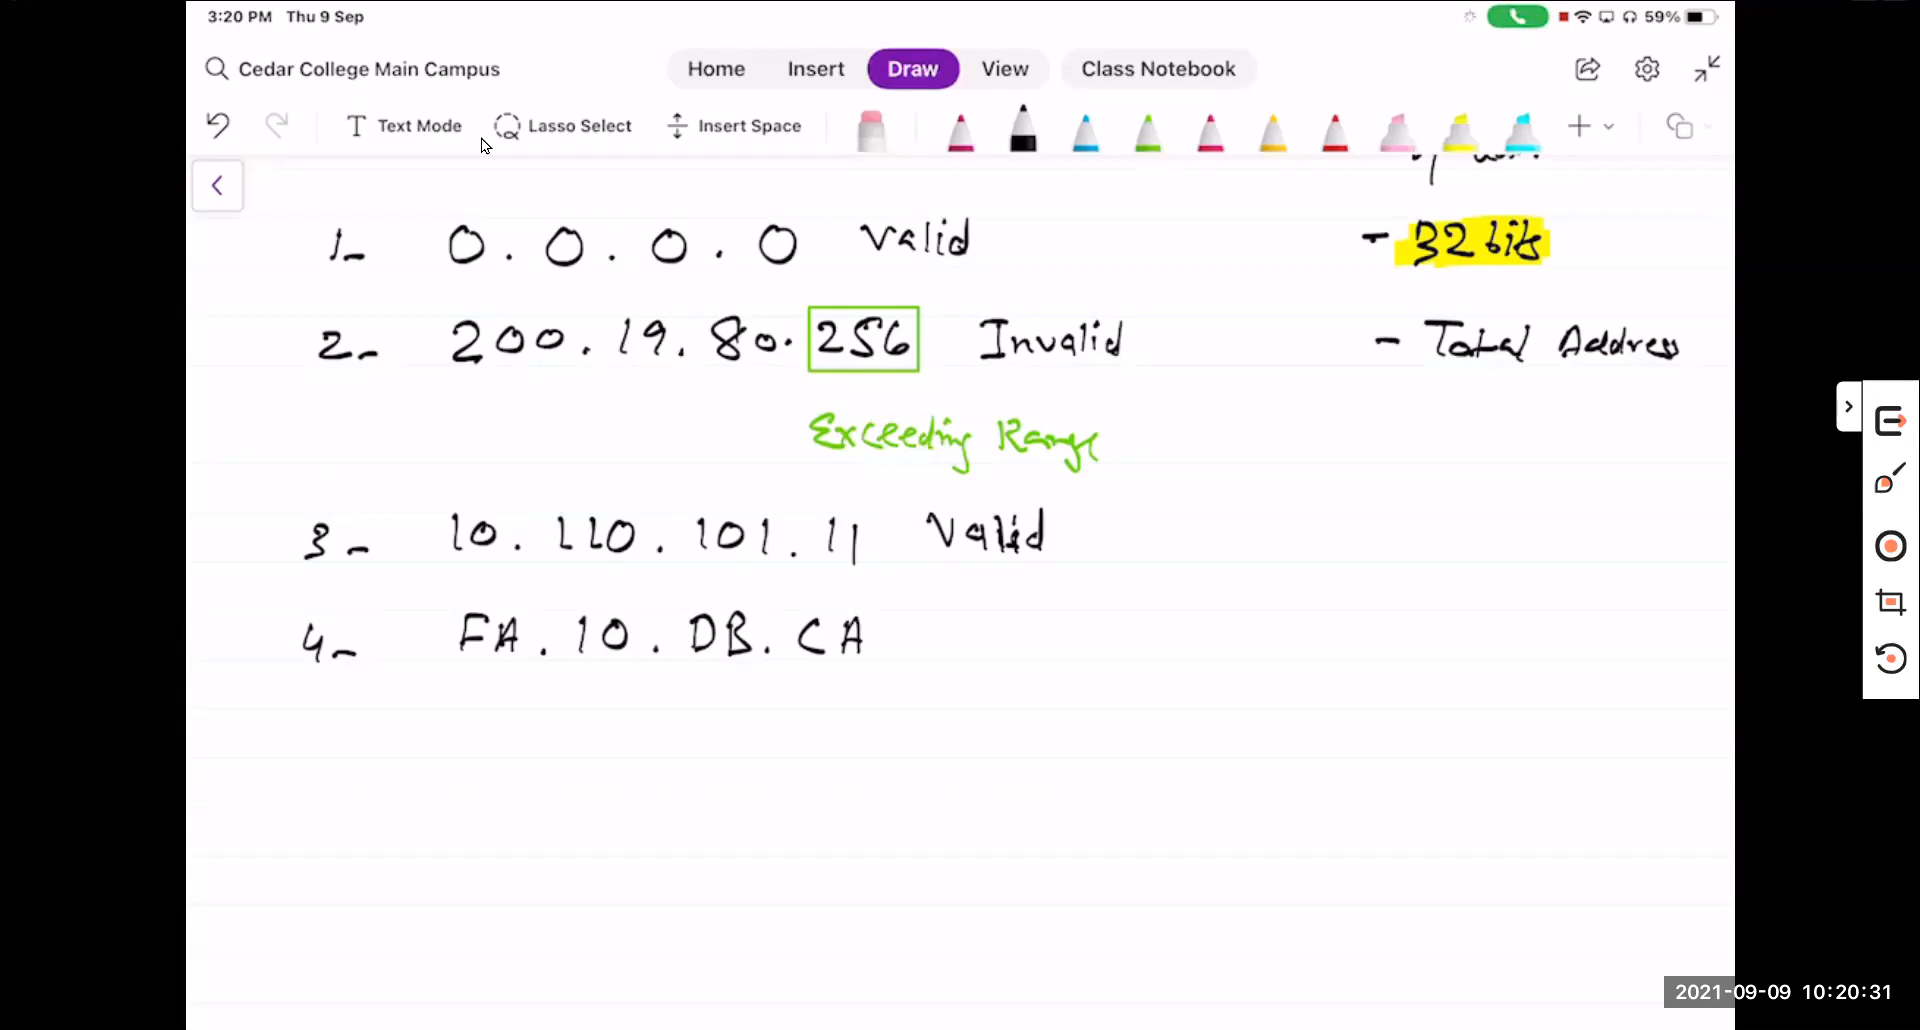 3:20 PM Thu 9 Sep 59%
Cedar College Main Campus Home Insert Draw View Class Notebook
Text Mode Lasso Select Insert Space
1- 0.0.0.0 Valid
- 32 bits
2- 200.19.80.256 Invalid
- Total Address
Exceeding Range
3- 10.110.101.11 Valid
4- FA.10.DB.CA
2021-09-09 10:20:31